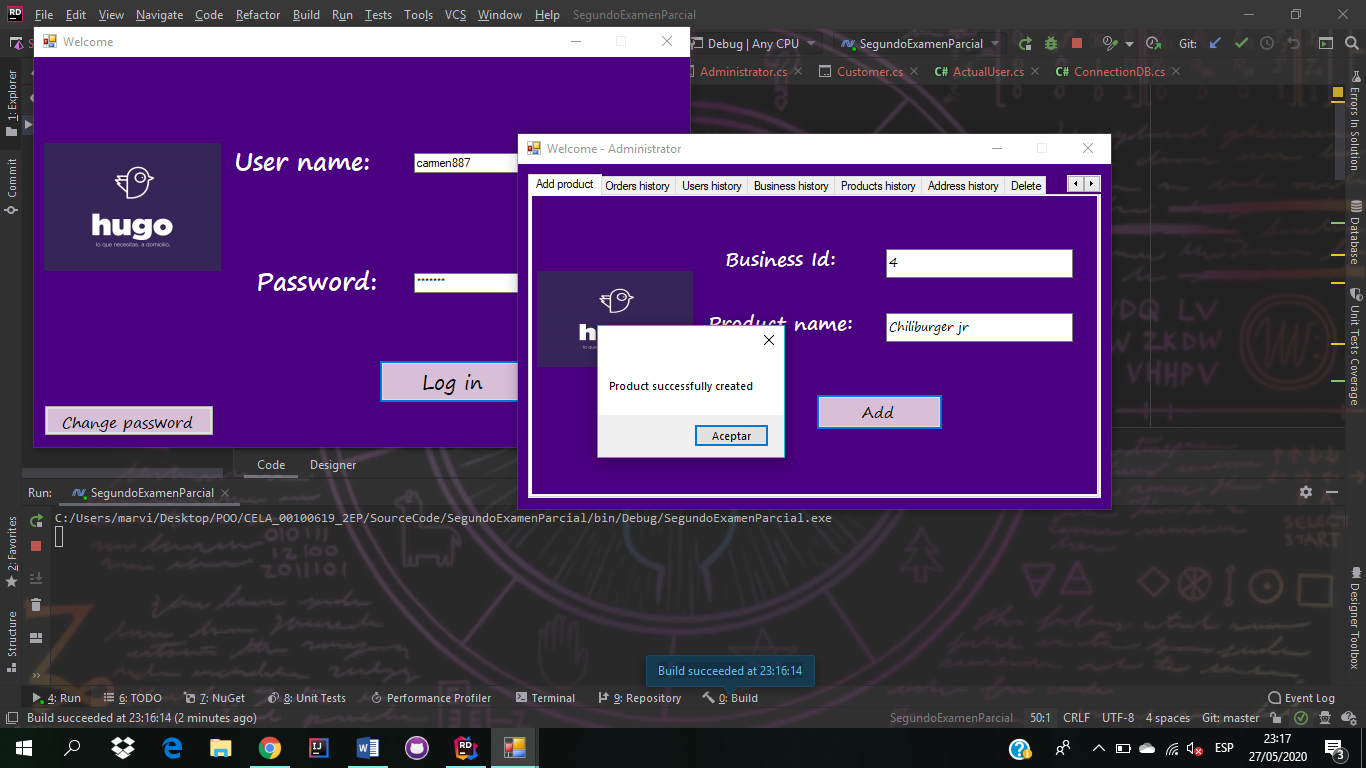 File Edit View Navigate Code Refactor Build Run Tests Tools VCS Window Help SegundoExamenParcial
Welcome
Debug | Any CPU SegundoExamenParcial Git:
Administrator.cs Customer.cs C# ActualUser.cs C# ConnectionDB.cs
1: Explorer
Commit
User name: carmen887
hugo
lo que necesitas, a domicilio.
Password: *******
Log in
Change password
Welcome - Administrator
Add product Orders history Users history Business history Products history Address history Delete
Business Id: 4
Product name: Chiliburger jr
Product successfully created
Aceptar
Add
Errors In Solution
Database
Unit Tests Coverage
Designer Toolbox
Code Designer
Run: SegundoExamenParcial
C:/Users/marvi/Desktop/POO/CELA_00100619_2EP/SourceCode/SegundoExamenParcial/bin/Debug/SegundoExamenParcial.exe
2: Favorites
Structure
Build succeeded at 23:16:14
4: Run 6: TODO 7: NuGet 8: Unit Tests Performance Profiler Terminal 9: Repository 0: Build Event Log
Build succeeded at 23:16:14 (2 minutes ago) SegundoExamenParcial 50:1 CRLF UTF-8 4 spaces Git: master
ESP 23:17
27/05/2020
3